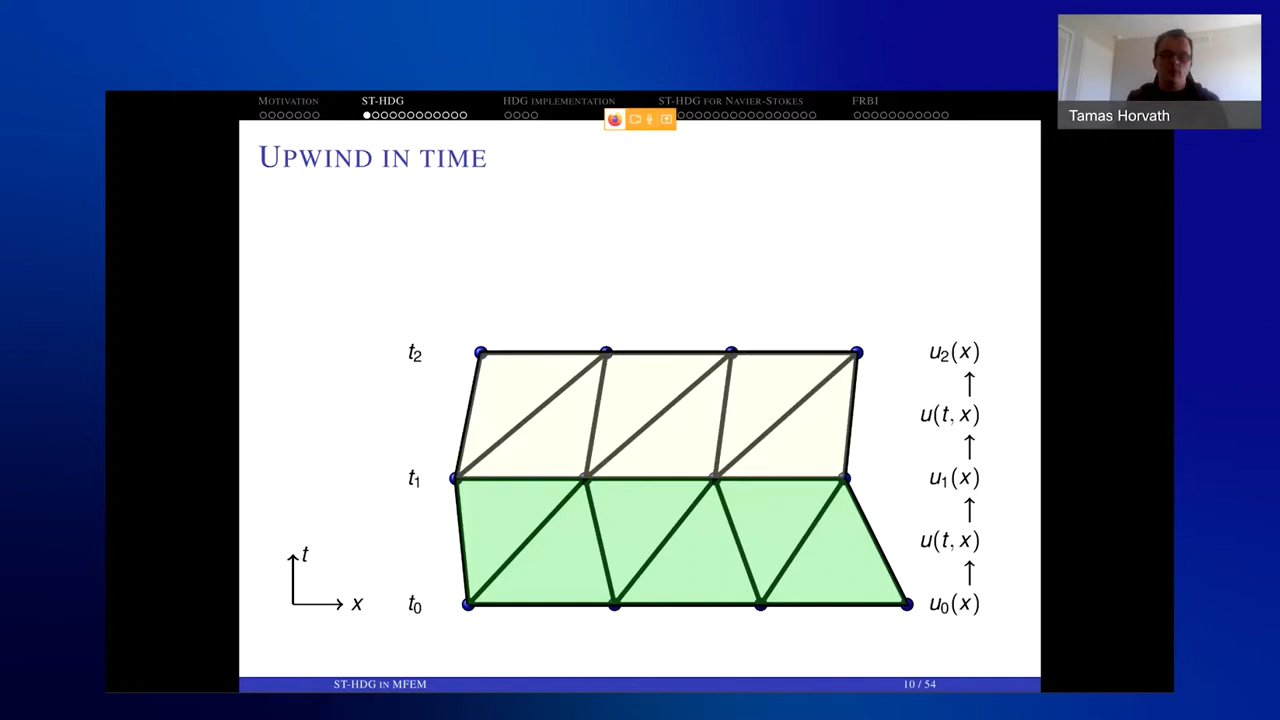 Tamas Horvath
MOTIVATION ST-HDG HDG IMPLEMENTATION ST-HDG FOR NAVIER-STOKES FRBI
UPWIND IN TIME
t2 u2(x)
↑
u(t, x)
↑
t1 u1(x)
↑
u(t, x)
↑
t0 u0(x)
t
x
ST-HDG IN MFEM 10 / 54